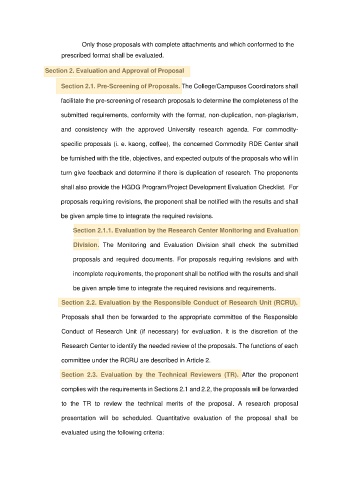 Only those proposals with complete attachments and which conformed to the
prescribed format shall be evaluated.
Section 2. Evaluation and Approval of Proposal
Section 2.1. Pre-Screening of Proposals. The College/Campuses Coordinators shall
facilitate the pre-screening of research proposals to determine the completeness of the
submitted requirements, conformity with the format, non-duplication, non-plagiarism,
and consistency with the approved University research agenda. For commodity-
specific proposals (i. e. kaong, coffee), the concerned Commodity RDE Center shall
be furnished with the title, objectives, and expected outputs of the proposals who will in
turn give feedback and determine if there is duplication of research. The proponents
shall also provide the HGDG Program/Project Development Evaluation Checklist. For
proposals requiring revisions, the proponent shall be notified with the results and shall
be given ample time to integrate the required revisions.
Section 2.1.1. Evaluation by the Research Center Monitoring and Evaluation
Division. The Monitoring and Evaluation Division shall check the submitted
proposals and required documents. For proposals requiring revisions and with
incomplete requirements, the proponent shall be notified with the results and shall
be given ample time to integrate the required revisions and requirements.
Section 2.2. Evaluation by the Responsible Conduct of Research Unit (RCRU).
Proposals shall then be forwarded to the appropriate committee of the Responsible
Conduct of Research Unit (if necessary) for evaluation. It is the discretion of the
Research Center to identify the needed review of the proposals. The functions of each
committee under the RCRU are described in Article 2.
Section 2.3. Evaluation by the Technical Reviewers (TR). After the proponent
complies with the requirements in Sections 2.1 and 2.2, the proposals will be forwarded
to the TR to review the technical merits of the proposal. A research proposal
presentation will be scheduled. Quantitative evaluation of the proposal shall be
evaluated using the following criteria: